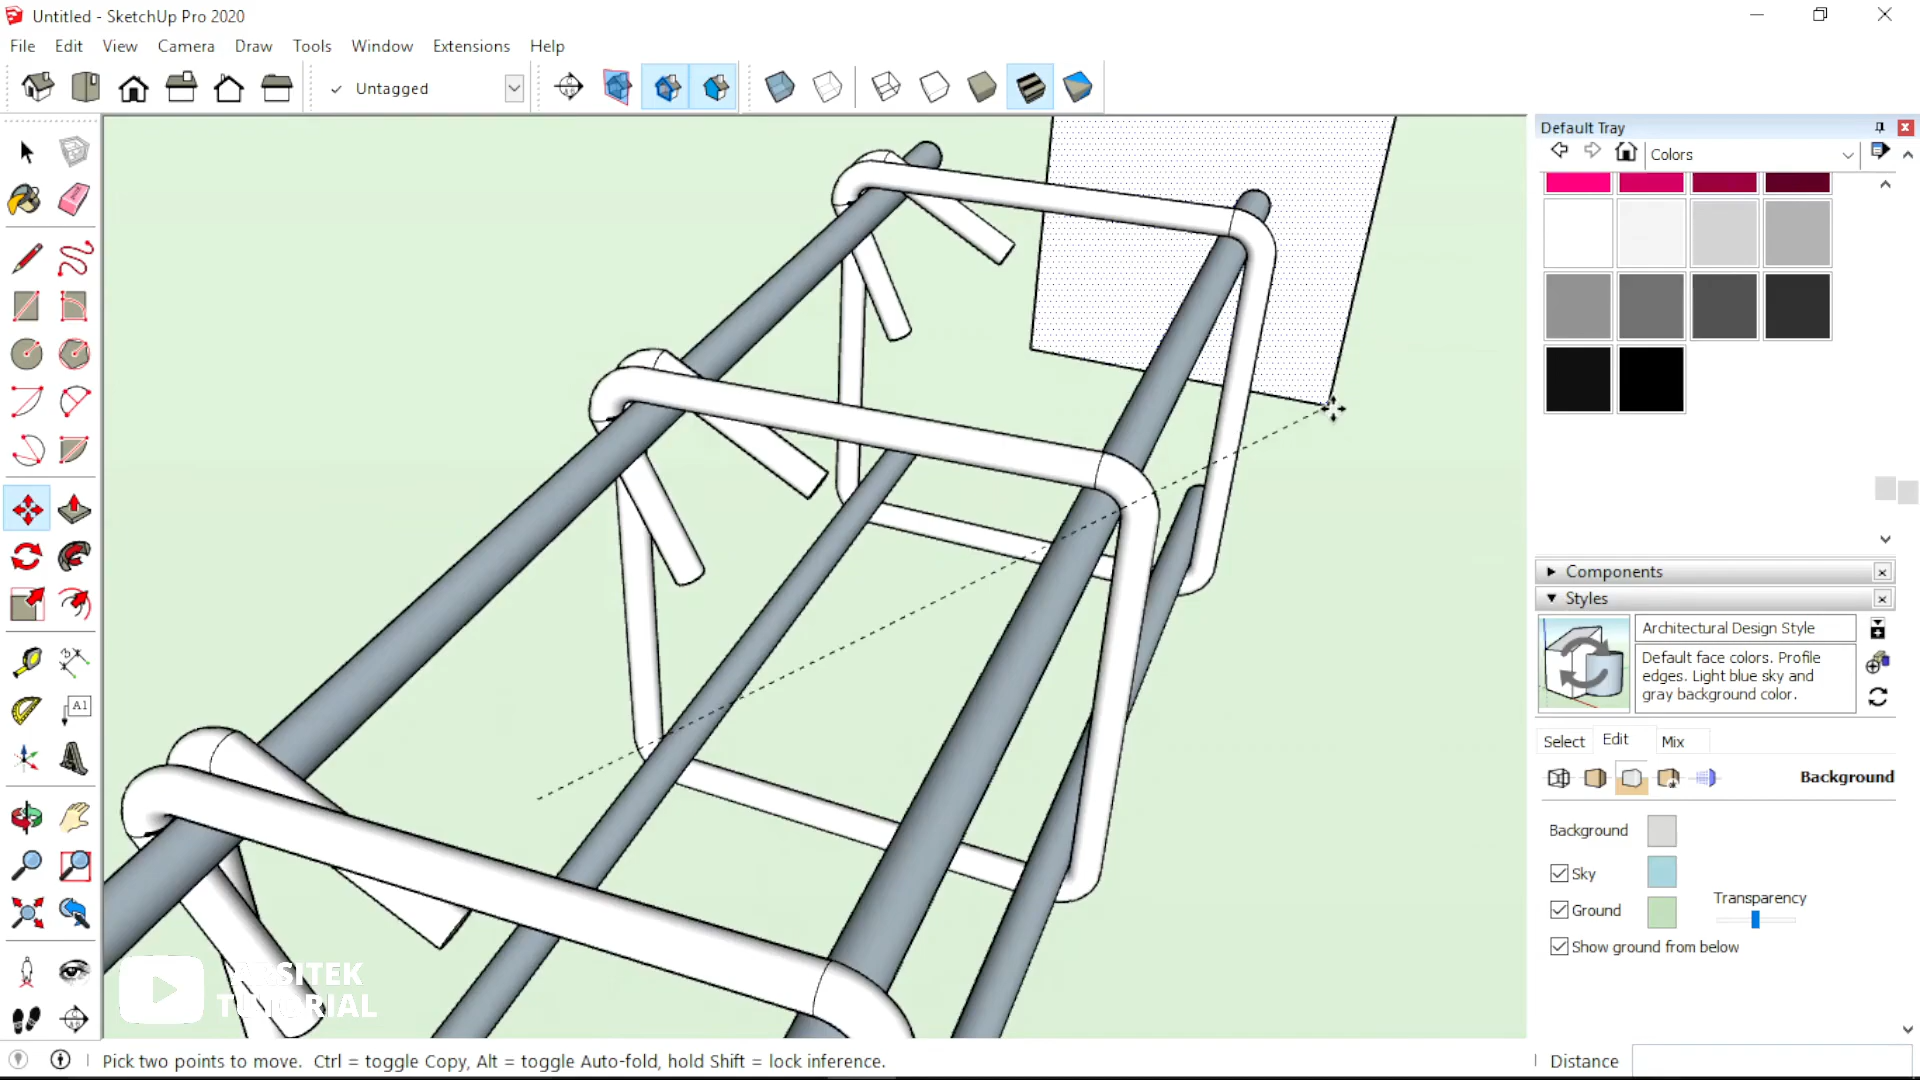 Untitled - SketchUp Pro 2020
File Edit View Camera Draw Tools Window Extensions Help
Untagged
Default Tray
Colors
Components
Styles
Architectural Design Style
Default face colors. Profile
edges. Light blue sky and
gray background color.
Select Edit Mix
Background
Background
Sky
Transparency
Ground
Show ground from below
A1
ARSITEK
TUTORIAL
Pick two points to move. Ctrl = toggle Copy, Alt = toggle Auto-fold, hold Shift = lock inference.
Distance